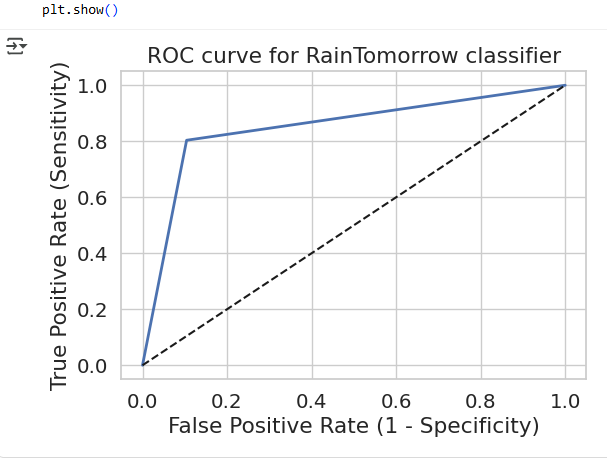 plt.show()
ROC curve for RainTomorrow classifier
True Positive Rate (Sensitivity)
1.0
0.8
0.6
0.4
0.2
0.0
0.0 0.2 0.4 0.6 0.8 1.0
False Positive Rate (1 - Specificity)